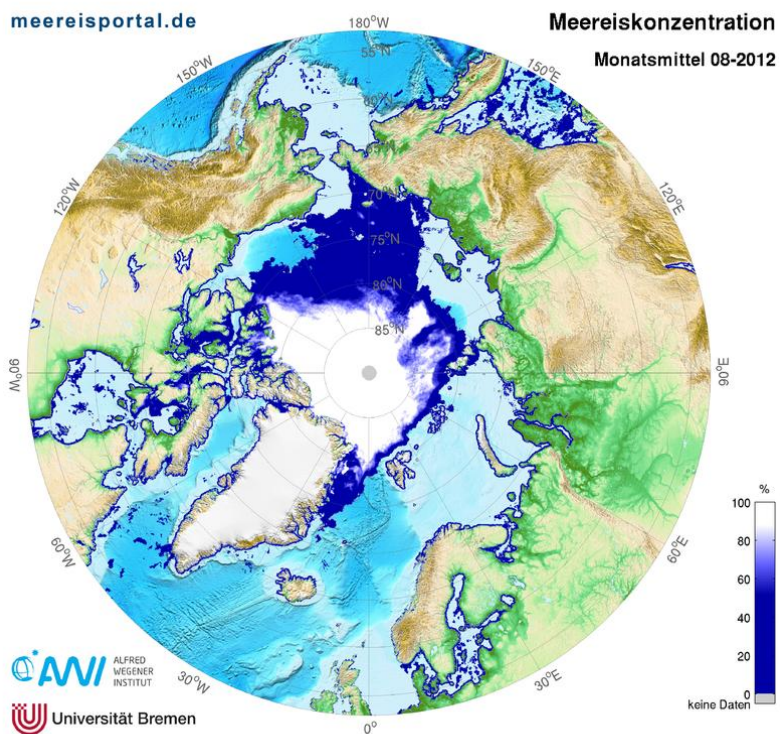 meereisportal.de
Meereiskonzentration
Monatsmittel 08-2012
180°W
150°W
150°E
120°W
120°E
90°W
90°E
60°W
60°E
30°W
30°E
0°
55°N
70°N
75°N
80°N
85°N
%
100
80
60
40
20
0
keine Daten
AWI
ALFRED
WEGENER
INSTITUT
Universität Bremen